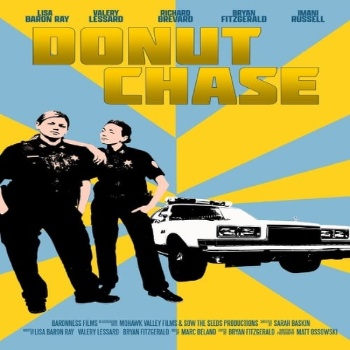 LISA BARON RAY VALERY LESSARD RICHARD BREVARD BRYAN FITZGERALD IMANI RUSSELL
DONUT
CHASE
BARONNESS FILMS MOHAWK VALLEY FILMS & SOW THE SEEDS PRODUCTIONS SARAH BASKIN
LISA BARON RAY VALERY LESSARD BRYAN FITZGERALD MARC BELAND BRYAN FITZGERALD MATT OSSOWSKI